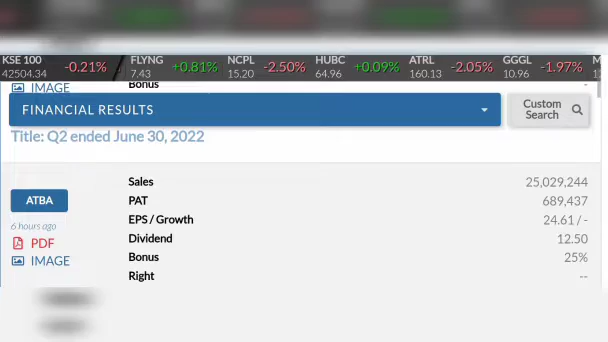 KSE 100 -0.21% FLYNG +0.81% NCPL -2.50% HUBC +0.09% ATRL -2.05% GGGL -1.97%
42504.34 7.43 15.20 64.96 160.13 10.96
IMAGE Bonus -
FINANCIAL RESULTS
Custom Search
Title: Q2 ended June 30, 2022
ATBA
6 hours ago
PDF
IMAGE
Sales 25,029,244
PAT 689,437
EPS / Growth 24.61 / -
Dividend 12.50
Bonus 25%
Right --